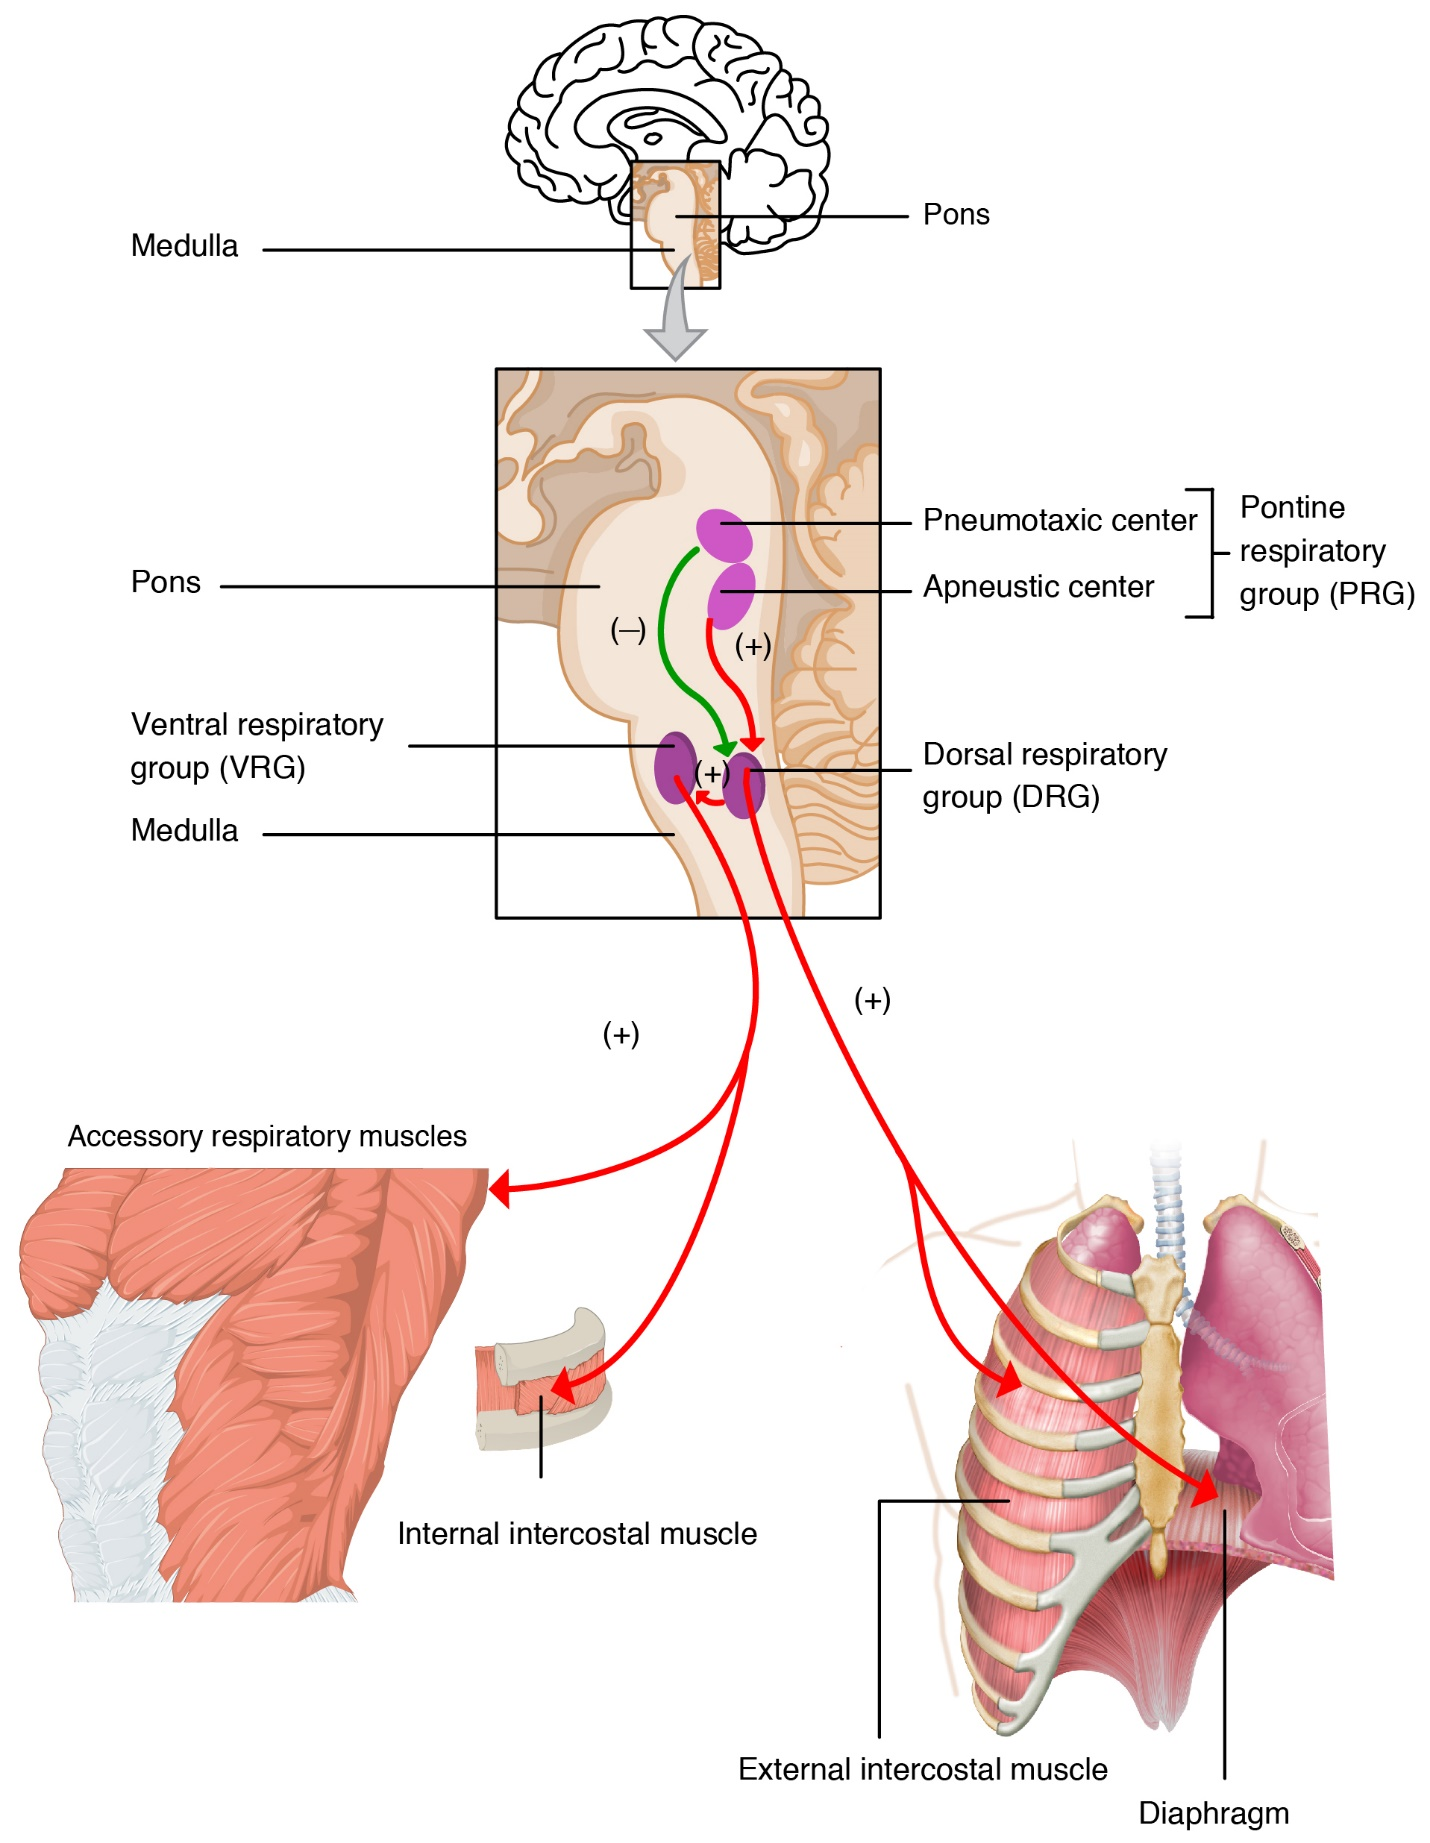 Pons
Medulla
Pneumotaxic center
Apneustic center
Pontine
respiratory
group (PRG)
Pons
(–)
(+)
Ventral respiratory
group (VRG)
(+)
Dorsal respiratory
group (DRG)
Medulla
(+)
(+)
Accessory respiratory muscles
Internal intercostal muscle
External intercostal muscle
Diaphragm